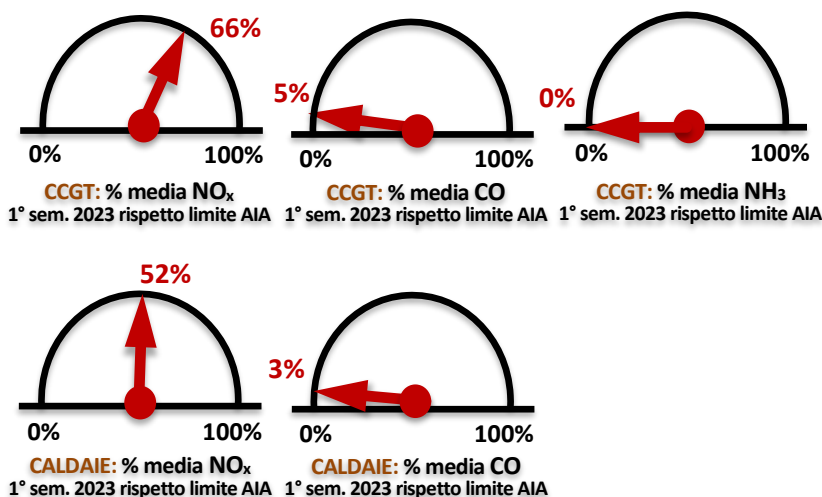 66%
0% 100%
CCGT: % media NOx
1° sem. 2023 rispetto limite AIA
5%
0% 100%
CCGT: % media CO
1° sem. 2023 rispetto limite AIA
0%
0% 100%
CCGT: % media NH3
1° sem. 2023 rispetto limite AIA
52%
0% 100%
CALDAIE: % media NOx
1° sem. 2023 rispetto limite AIA
3%
0% 100%
CALDAIE: % media CO
1° sem. 2023 rispetto limite AIA